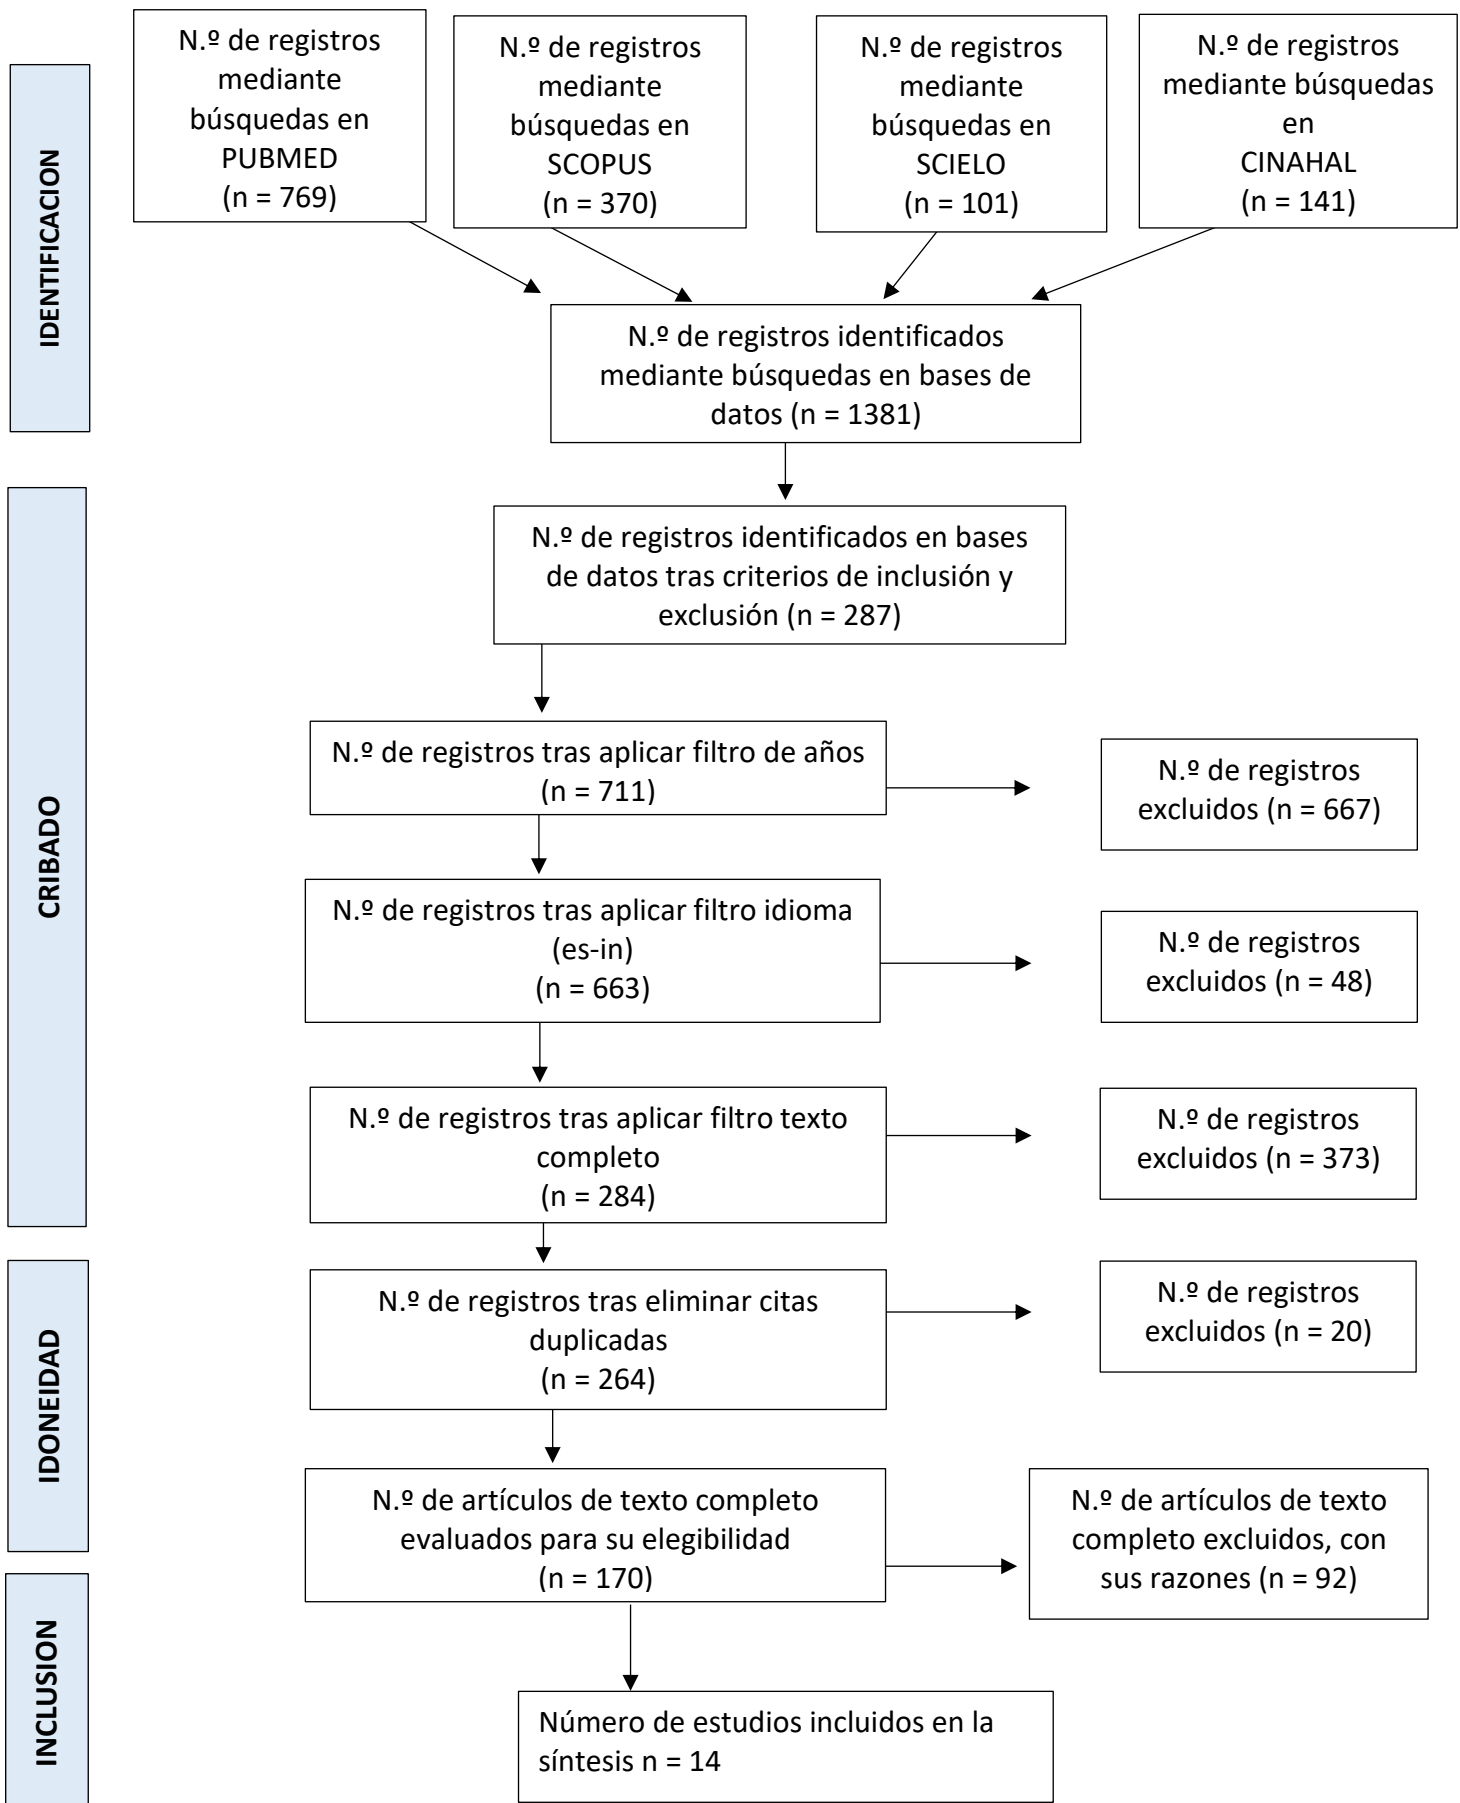 N.º de registros
mediante
búsquedas en
PUBMED
(n = 769)
N.º de registros
mediante
búsquedas en
SCOPUS
(n = 370)
N.º de registros
mediante
búsquedas en
SCIELO
(n = 101)
N.º de registros
mediante búsquedas
en
CINAHAL
(n = 141)
IDENTIFICACION
N.º de registros identificados
mediante búsquedas en bases de
datos (n = 1381)
CRIBADO
N.º de registros identificados en bases
de datos tras criterios de inclusión y
exclusión (n = 287)
N.º de registros tras aplicar filtro de años
(n = 711)
N.º de registros
excluidos (n = 667)
N.º de registros tras aplicar filtro idioma
(es-in)
(n = 663)
N.º de registros
excluidos (n = 48)
N.º de registros tras aplicar filtro texto
completo
(n = 284)
N.º de registros
excluidos (n = 373)
IDONEIDAD
N.º de registros tras eliminar citas
duplicadas
(n = 264)
N.º de registros
excluidos (n = 20)
N.º de artículos de texto completo
evaluados para su elegibilidad
(n = 170)
N.º de artículos de texto
completo excluidos, con
sus razones (n = 92)
INCLUSION
Número de estudios incluidos en la
síntesis n = 14